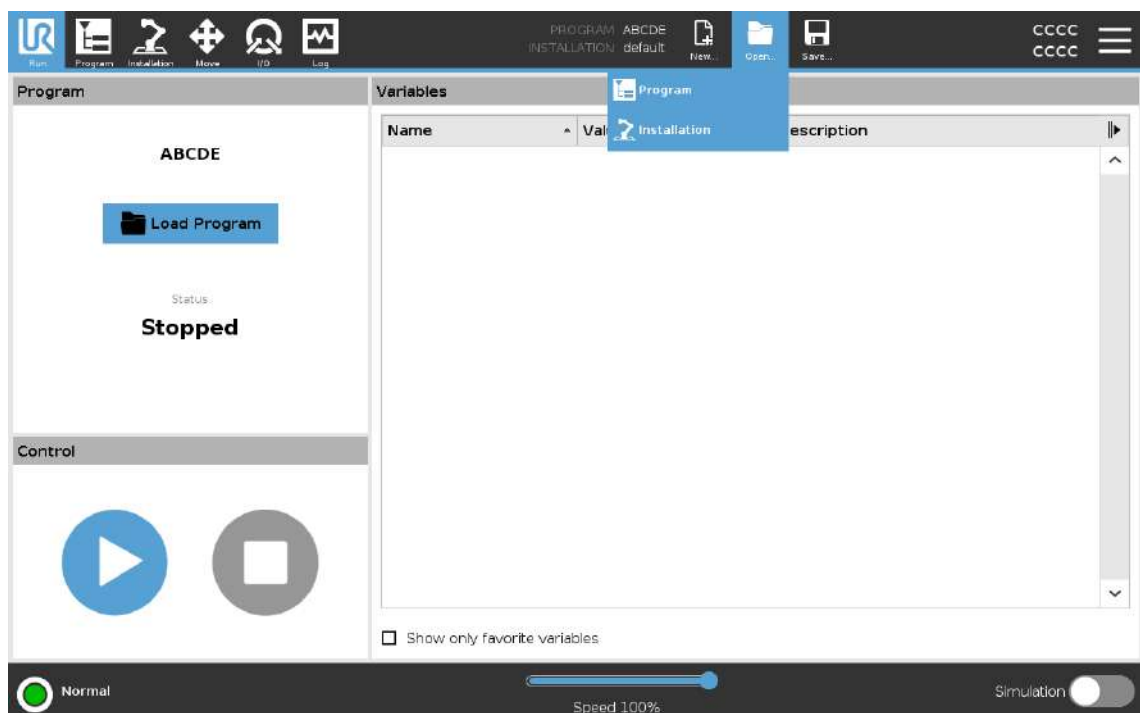 UR
Run Program Installation Move I/O Log
PROGRAM ABCDE
INSTALLATION default
New... Open... Save...
cccc
cccc
Program
Installation
Program
ABCDE
Load Program
Status
Stopped
Control
Variables
Name Val escription
Show only favorite variables
Normal
Speed 100%
Simulation